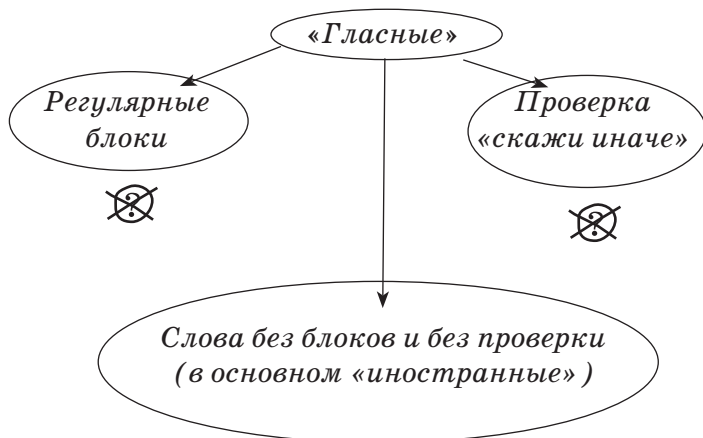 «Гласные»
Регулярные
блоки
Проверка
«скажи иначе»
?
?
Слова без блоков и без проверки
(в основном «иностранные»)